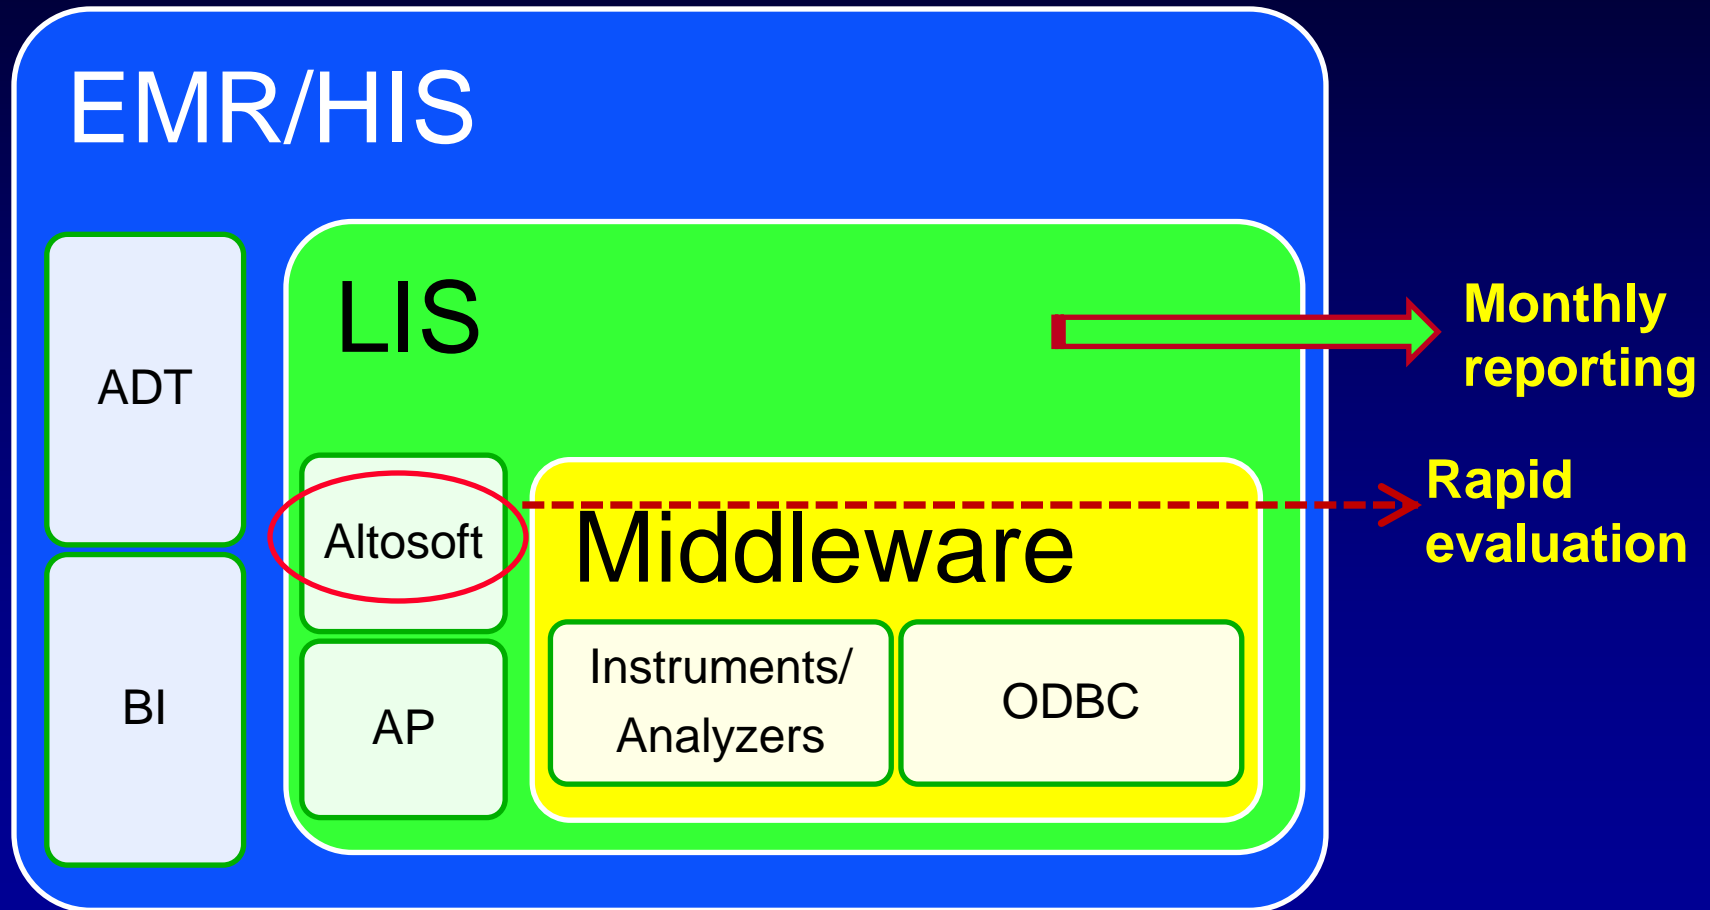 EMR/HIS
LIS
ADT
Monthly
reporting
Altosoft
Middleware
Rapid
evaluation
BI
AP
Instruments/
Analyzers
ODBC